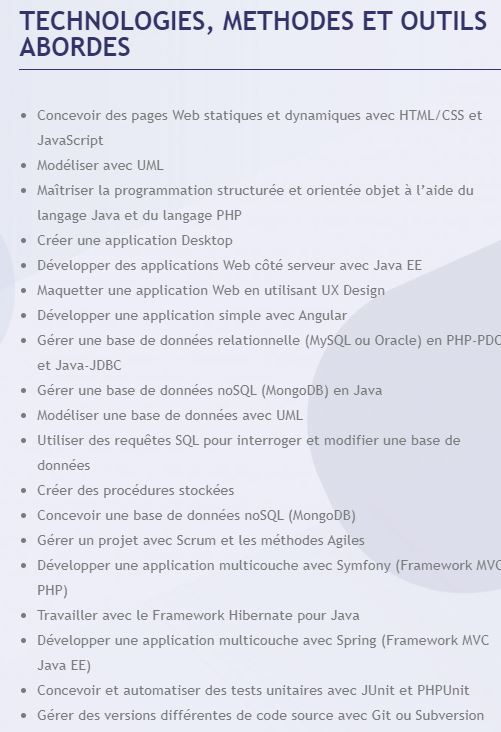 TECHNOLOGIES, METHODES ET OUTILS
ABORDES
• Concevoir des pages Web statiques et dynamiques avec HTML/CSS et
JavaScript
• Modéliser avec UML
• Maîtriser la programmation structurée et orientée objet à l’aide du
langage Java et du langage PHP
• Créer une application Desktop
• Développer des applications Web côté serveur avec Java EE
• Maquetter une application Web en utilisant UX Design
• Développer une application simple avec Angular
• Gérer une base de données relationnelle (MySQL ou Oracle) en PHP-PDO
et Java-JDBC
• Gérer une base de données noSQL (MongoDB) en Java
• Modéliser une base de données avec UML
• Utiliser des requêtes SQL pour interroger et modifier une base de
données
• Créer des procédures stockées
• Concevoir une base de données noSQL (MongoDB)
• Gérer un projet avec Scrum et les méthodes Agiles
• Développer une application multicouche avec Symfony (Framework MVC
PHP)
• Travailler avec le Framework Hibernate pour Java
• Développer une application multicouche avec Spring (Framework MVC
Java EE)
• Concevoir et automatiser des tests unitaires avec JUnit et PHPUnit
• Gérer des versions différentes de code source avec Git ou Subversion